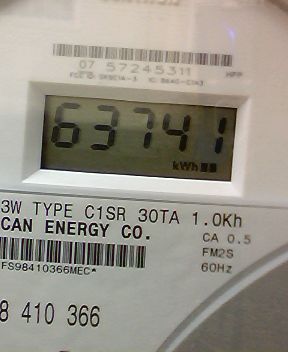 07 57245311
HPP
63741
kWh
3W TYPE C1SR 30TA 1.0Kh
CAN ENERGY CO.
CA 0.5
FM2S
60Hz
FS98410366MEC*
8 410 366